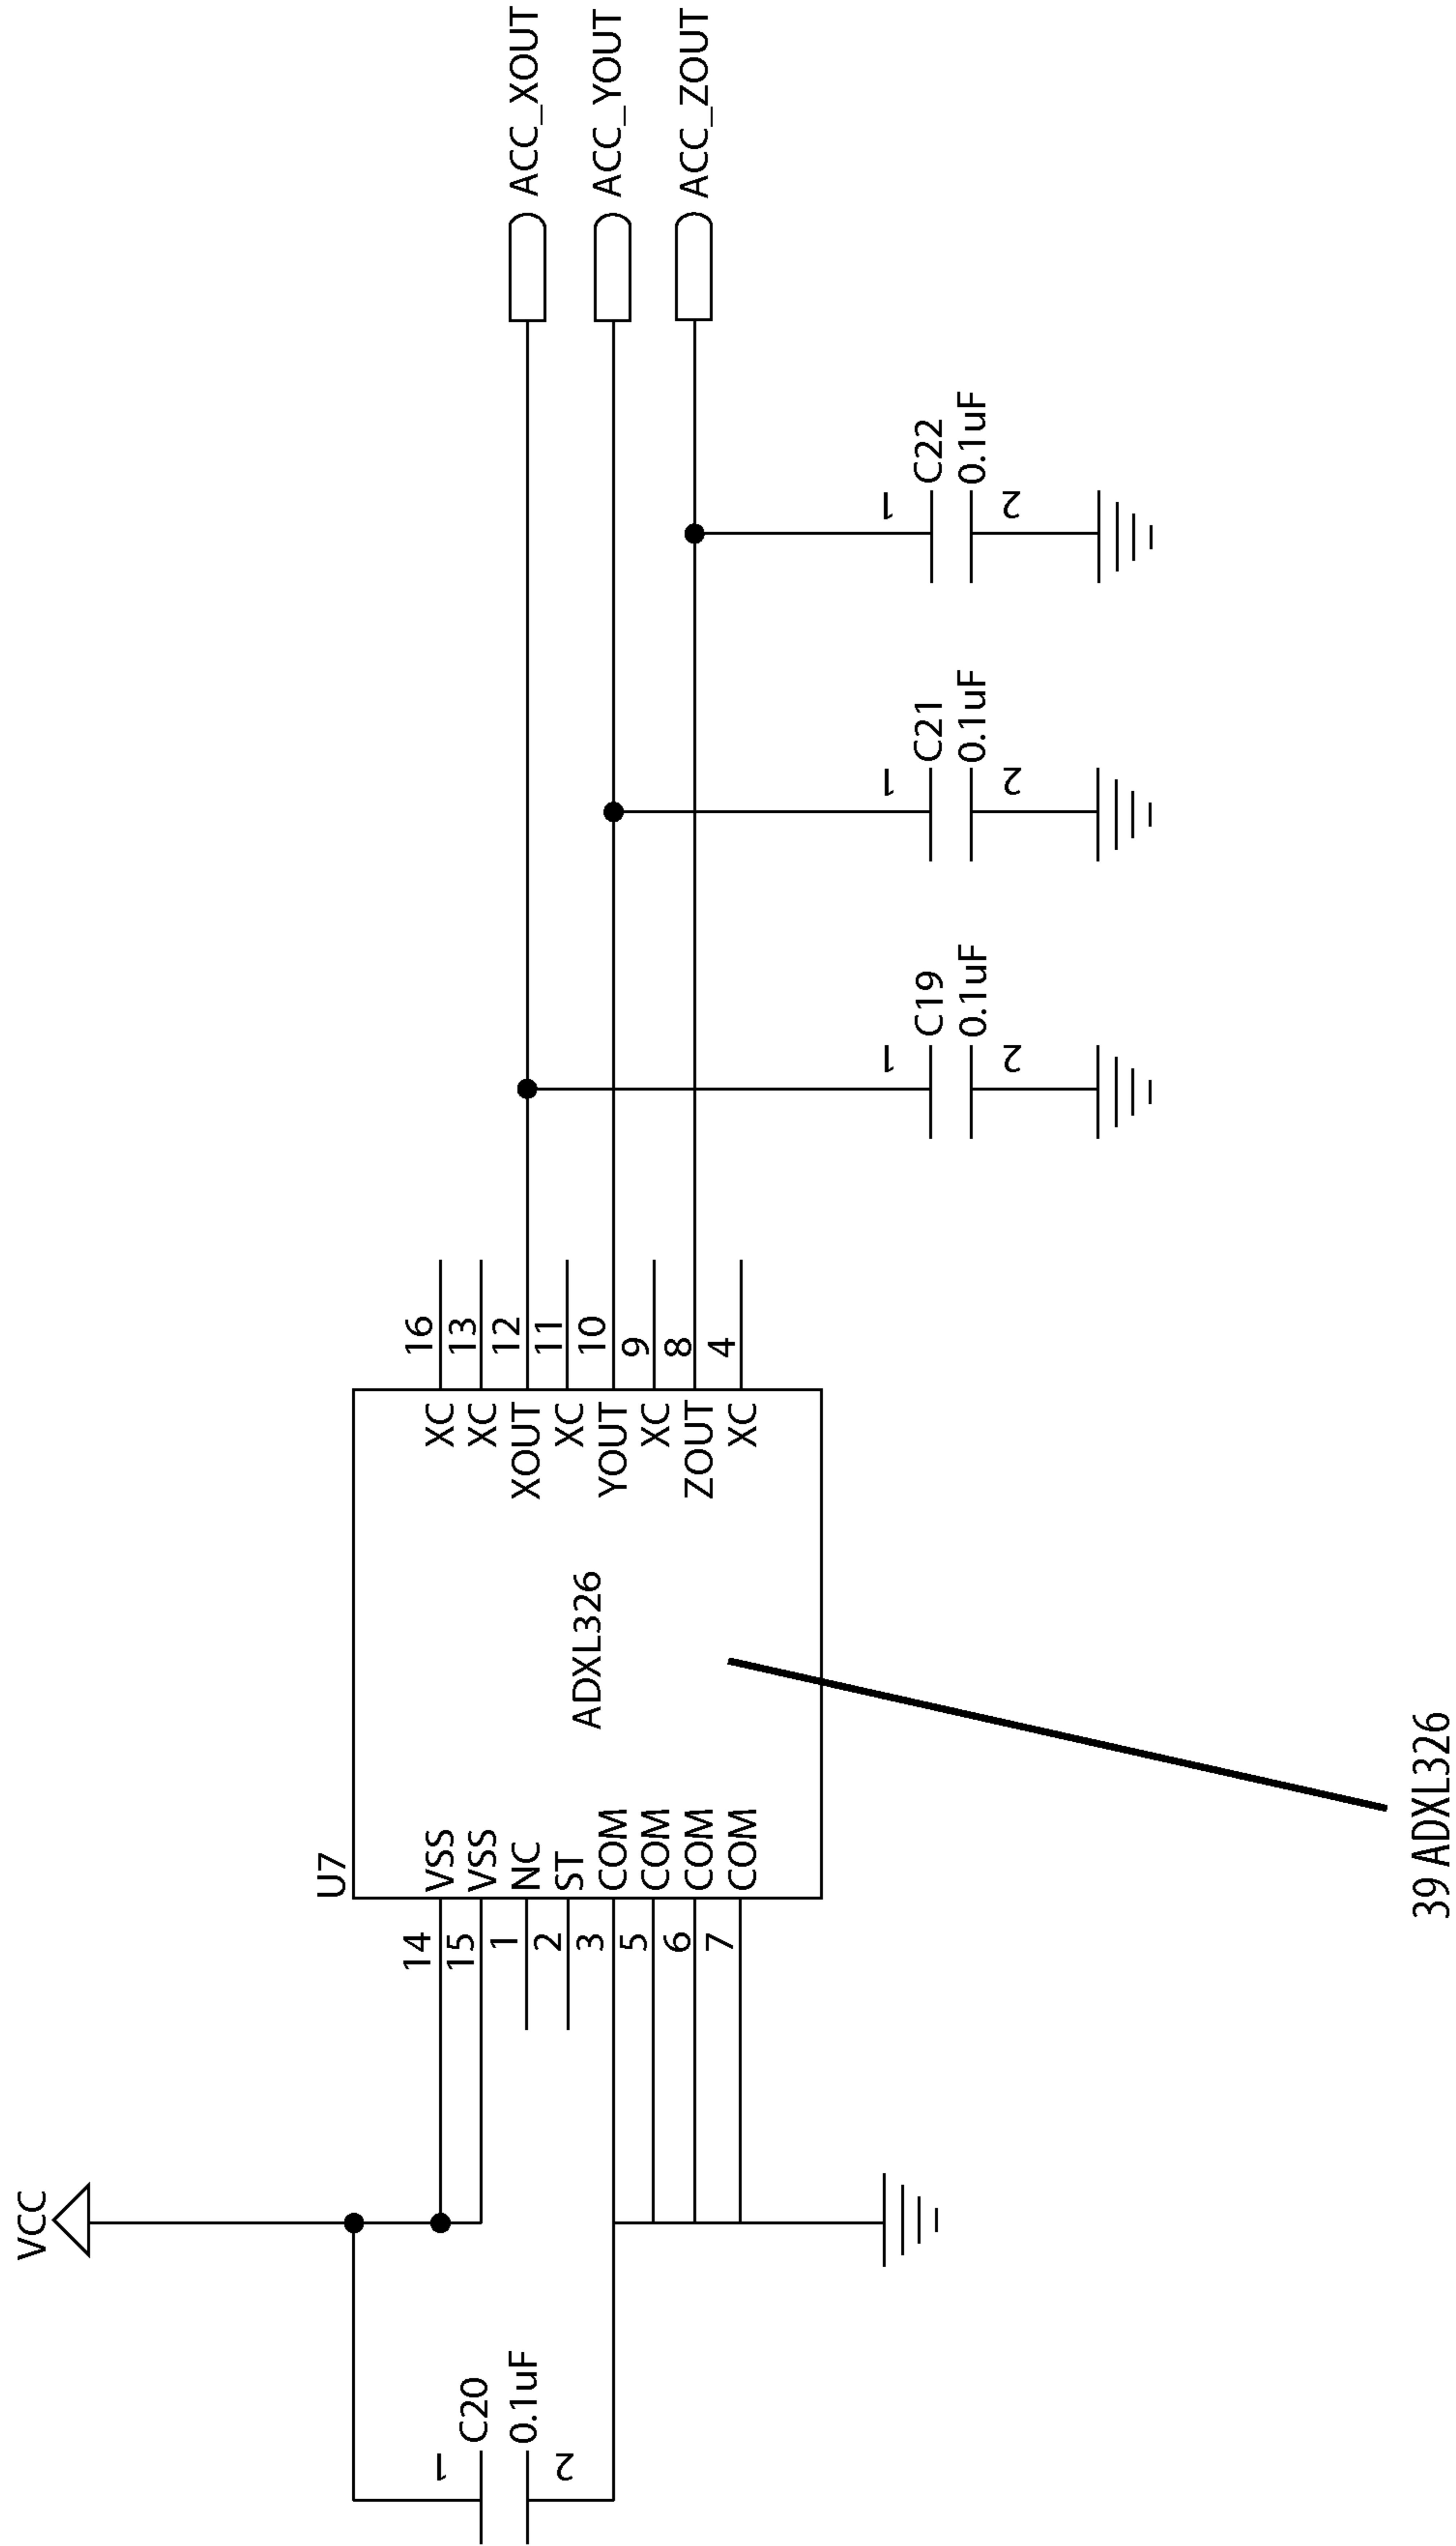 ACC_XOUT
ACC_YOUT
ACC_ZOUT
C22
0.1uF
1
2
C21
0.1uF
1
2
C19
0.1uF
1
2
16
13
12
11
10
9
8
4
XC
XC
XOUT
XC
YOUT
XC
ZOUT
XC
ADXL326
U7
VSS
VSS
NC
ST
COM
COM
COM
COM
14
15
1
2
3
5
6
7
VCC
C20
0.1uF
1
2
39 ADXL326